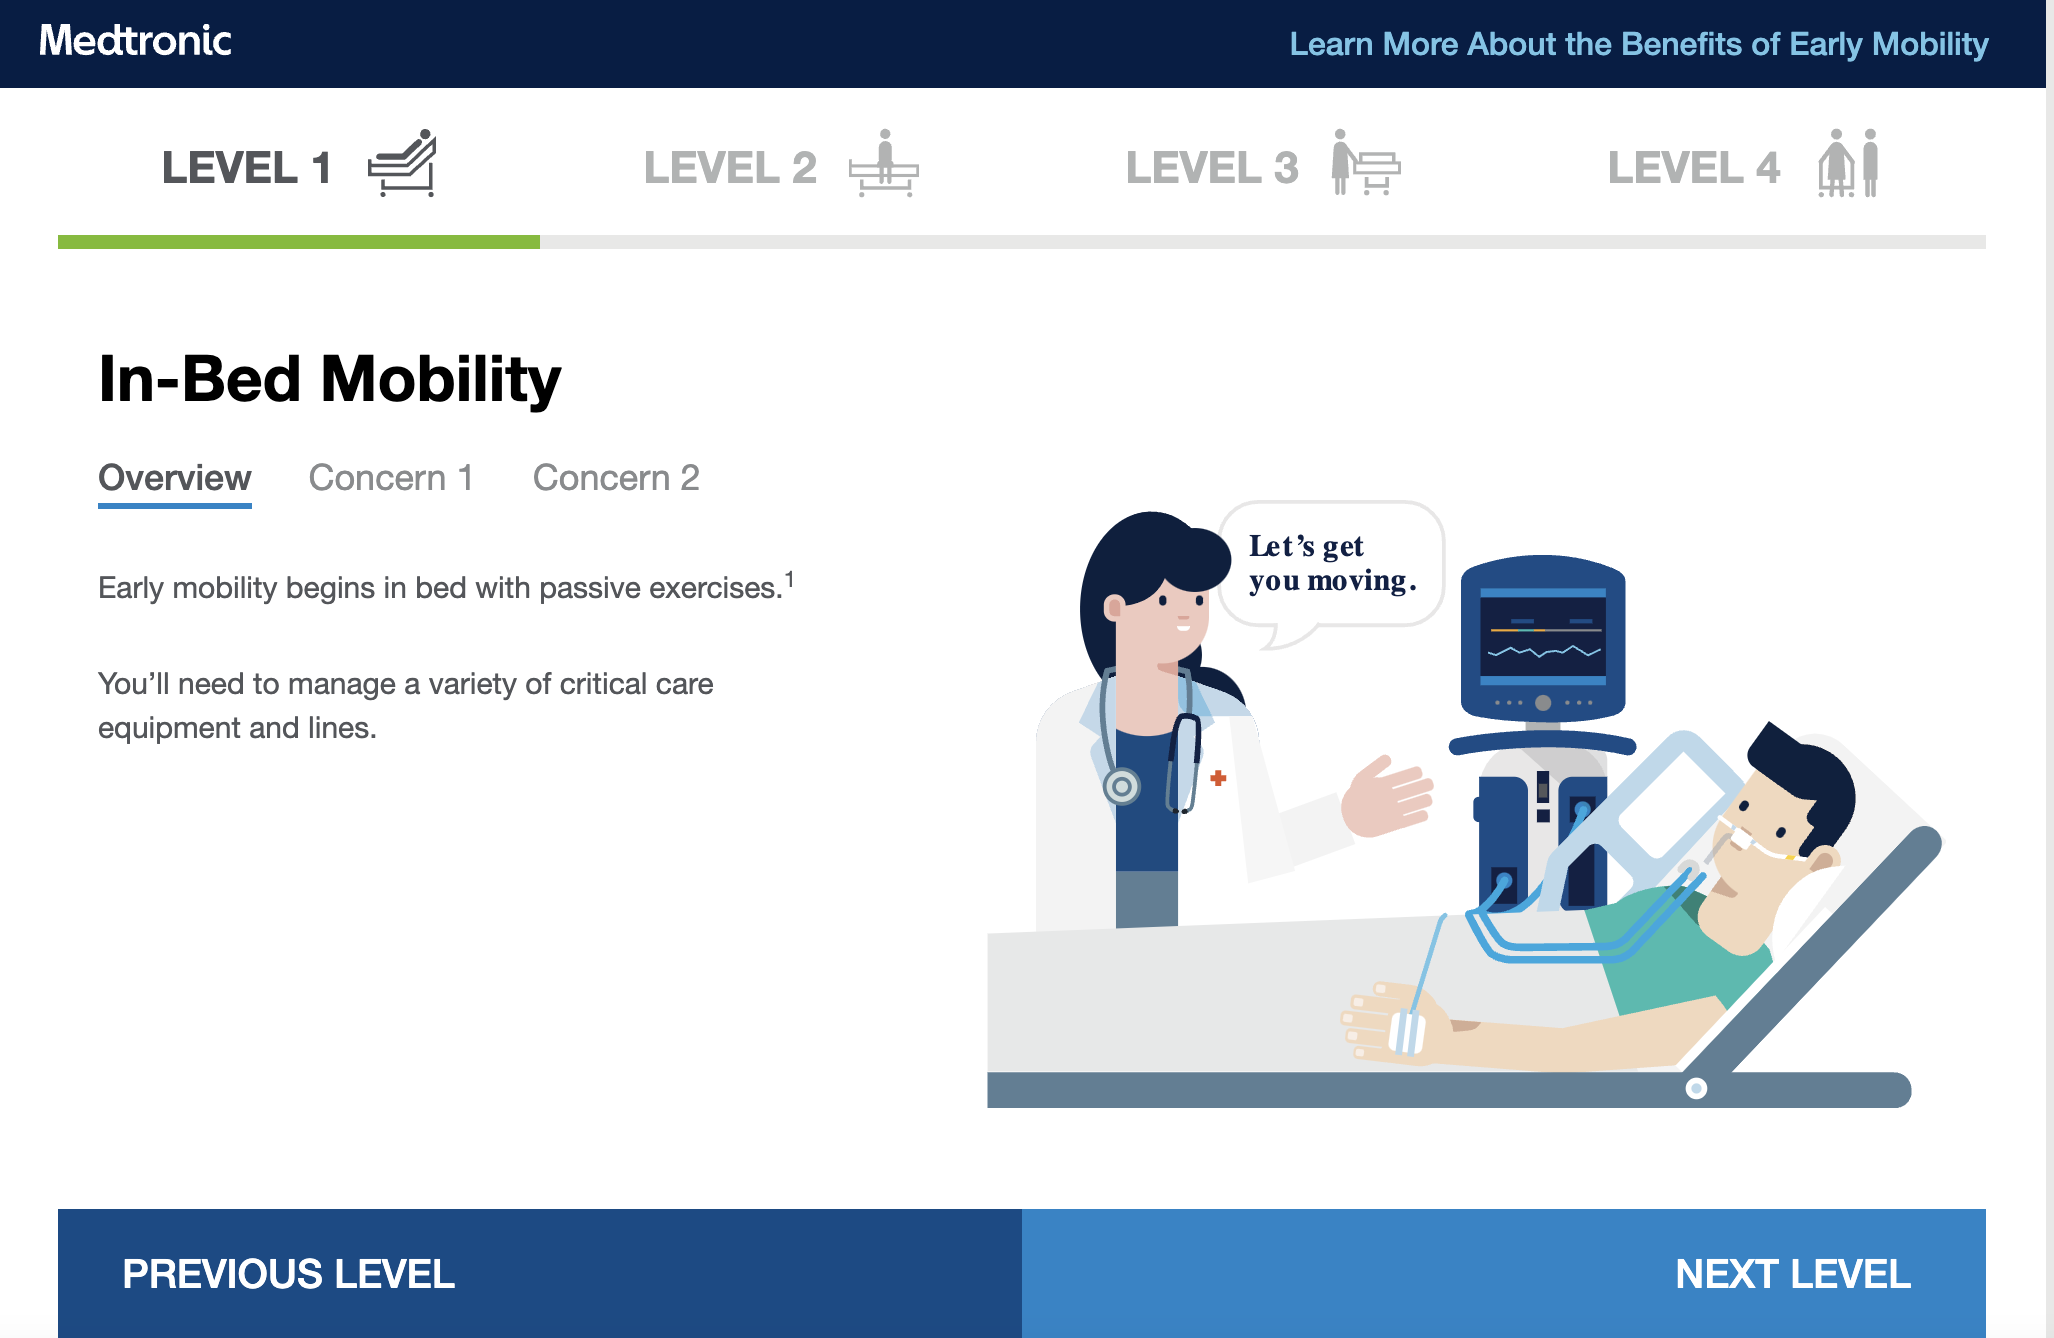 Medtronic
Learn More About the Benefits of Early Mobility
LEVEL 1
LEVEL 2
LEVEL 3
LEVEL 4
In-Bed Mobility
Overview
Concern 1
Concern 2
Early mobility begins in bed with passive exercises.1
You’ll need to manage a variety of critical care
equipment and lines.
Let’s get
you moving.
PREVIOUS LEVEL
NEXT LEVEL